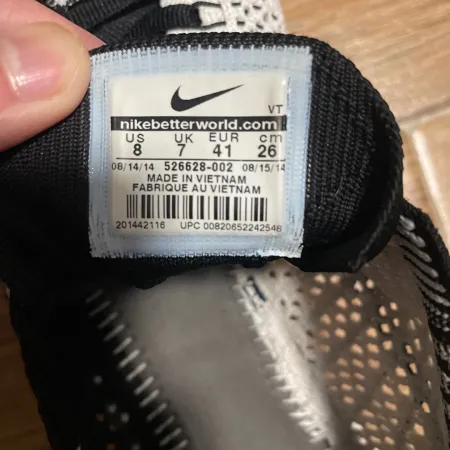 VT
nikebetterworld.com
US UK EUR cm
8 7 41 26
08/14/14 526628-002 08/15/14
MADE IN VIETNAM
FABRIQUE AU VIETNAM
201442116 UPC 00820652242548